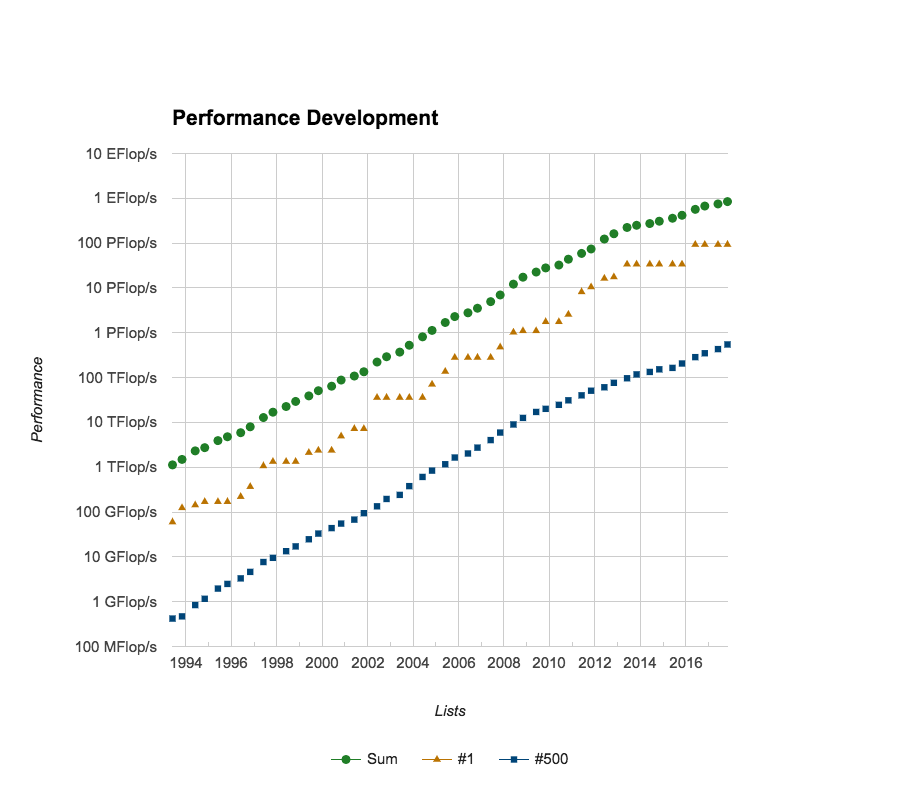 Performance Development
10 EFlop/s
1 EFlop/s
100 PFlop/s
10 PFlop/s
1 PFlop/s
100 TFlop/s
10 TFlop/s
1 TFlop/s
100 GFlop/s
10 GFlop/s
1 GFlop/s
100 MFlop/s
Performance
1994 1996 1998 2000 2002 2004 2006 2008 2010 2012 2014 2016
Lists
Sum #1 #500